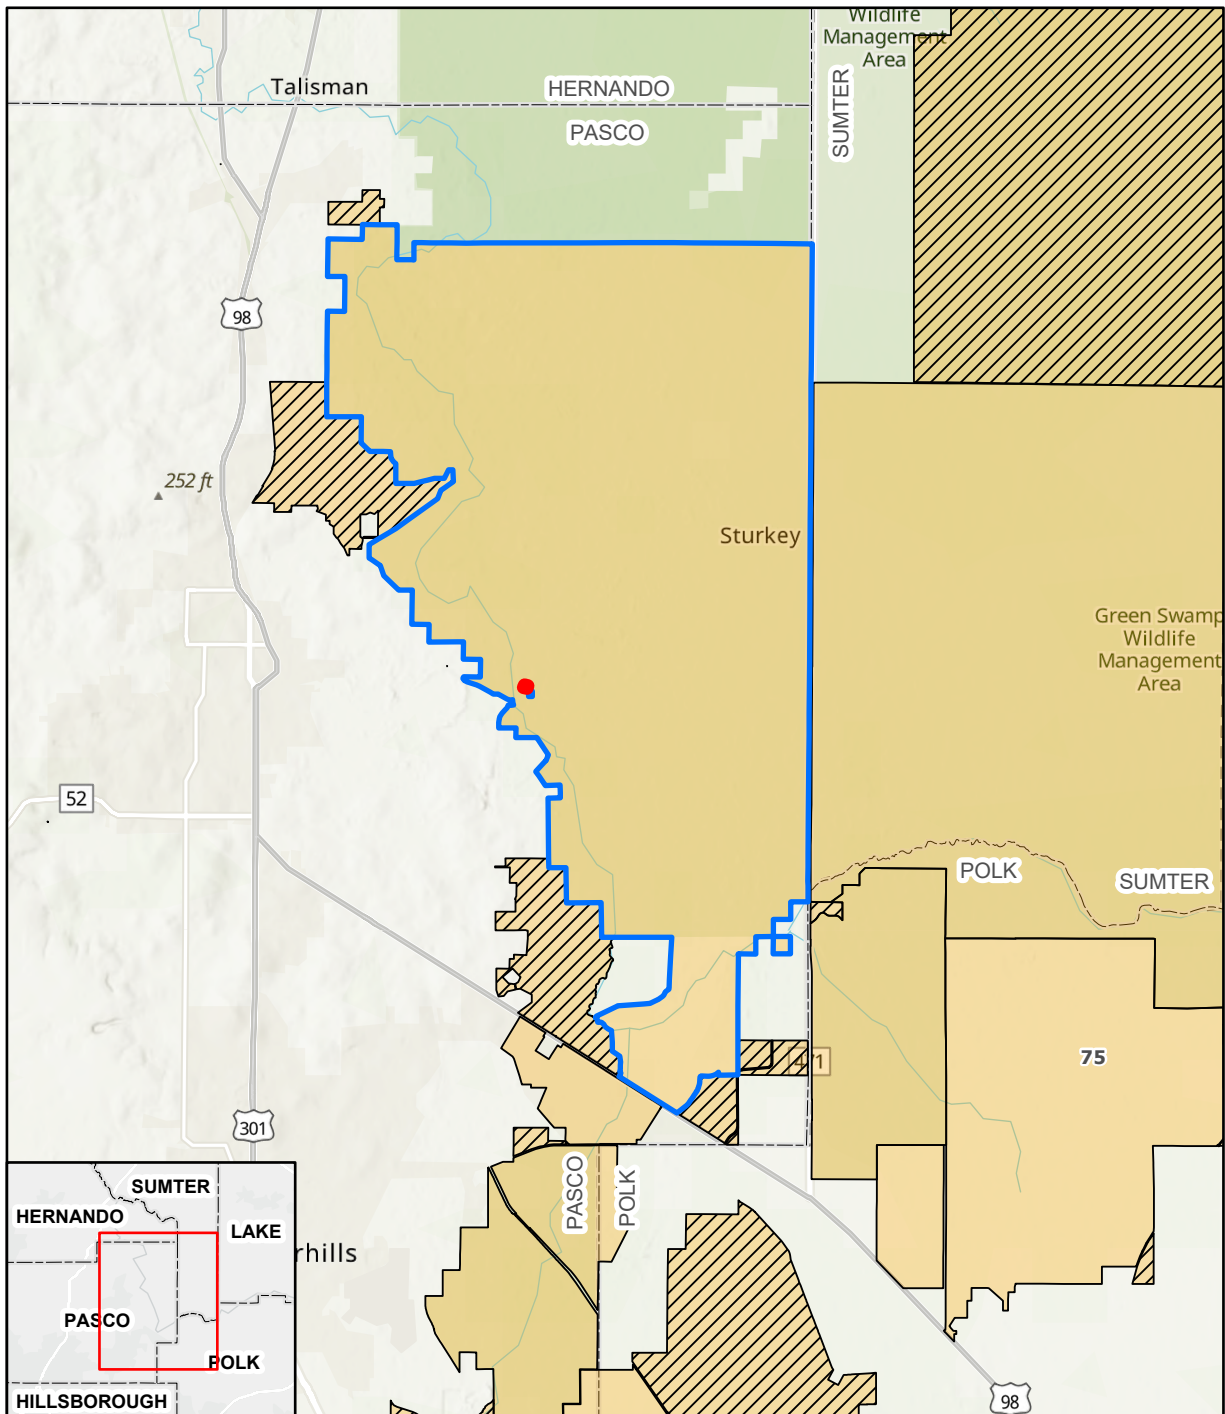 Wildlife
Management
Area
Talisman
HERNANDO
PASCO
SUMTER
98
252 ft
Sturkey
Green Swamp
Wildlife
Management
Area
52
POLK
SUMTER
75
301
PASCO
POLK
rhills
98
SUMTER
HERNANDO
LAKE
PASCO
POLK
HILLSBOROUGH